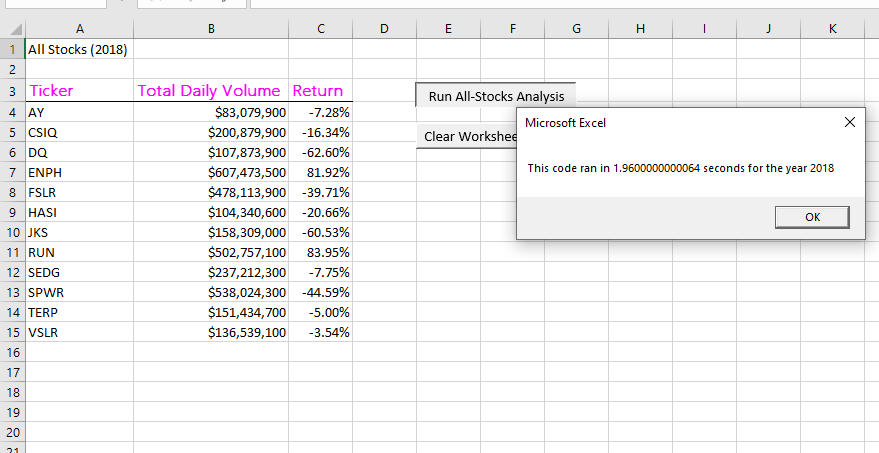 A B C D E F G H I J K
1 All Stocks (2018)
2
3 Ticker Total Daily Volume Return Run All-Stocks Analysis
4 AY $83,079,900 -7.28%
5 CSIQ $200,879,900 -16.34% Clear Workshee
6 DQ $107,873,900 -62.60%
7 ENPH $607,473,500 81.92%
8 FSLR $478,113,900 -39.71%
9 HASI $104,340,600 -20.66%
10 JKS $158,309,000 -60.53%
11 RUN $502,757,100 83.95%
12 SEDG $237,212,300 -7.75%
13 SPWR $538,024,300 -44.59%
14 TERP $151,434,700 -5.00%
15 VSLR $136,539,100 -3.54%
16
17
18
19
20
21
Microsoft Excel
This code ran in 1.9600000000064 seconds for the year 2018
OK